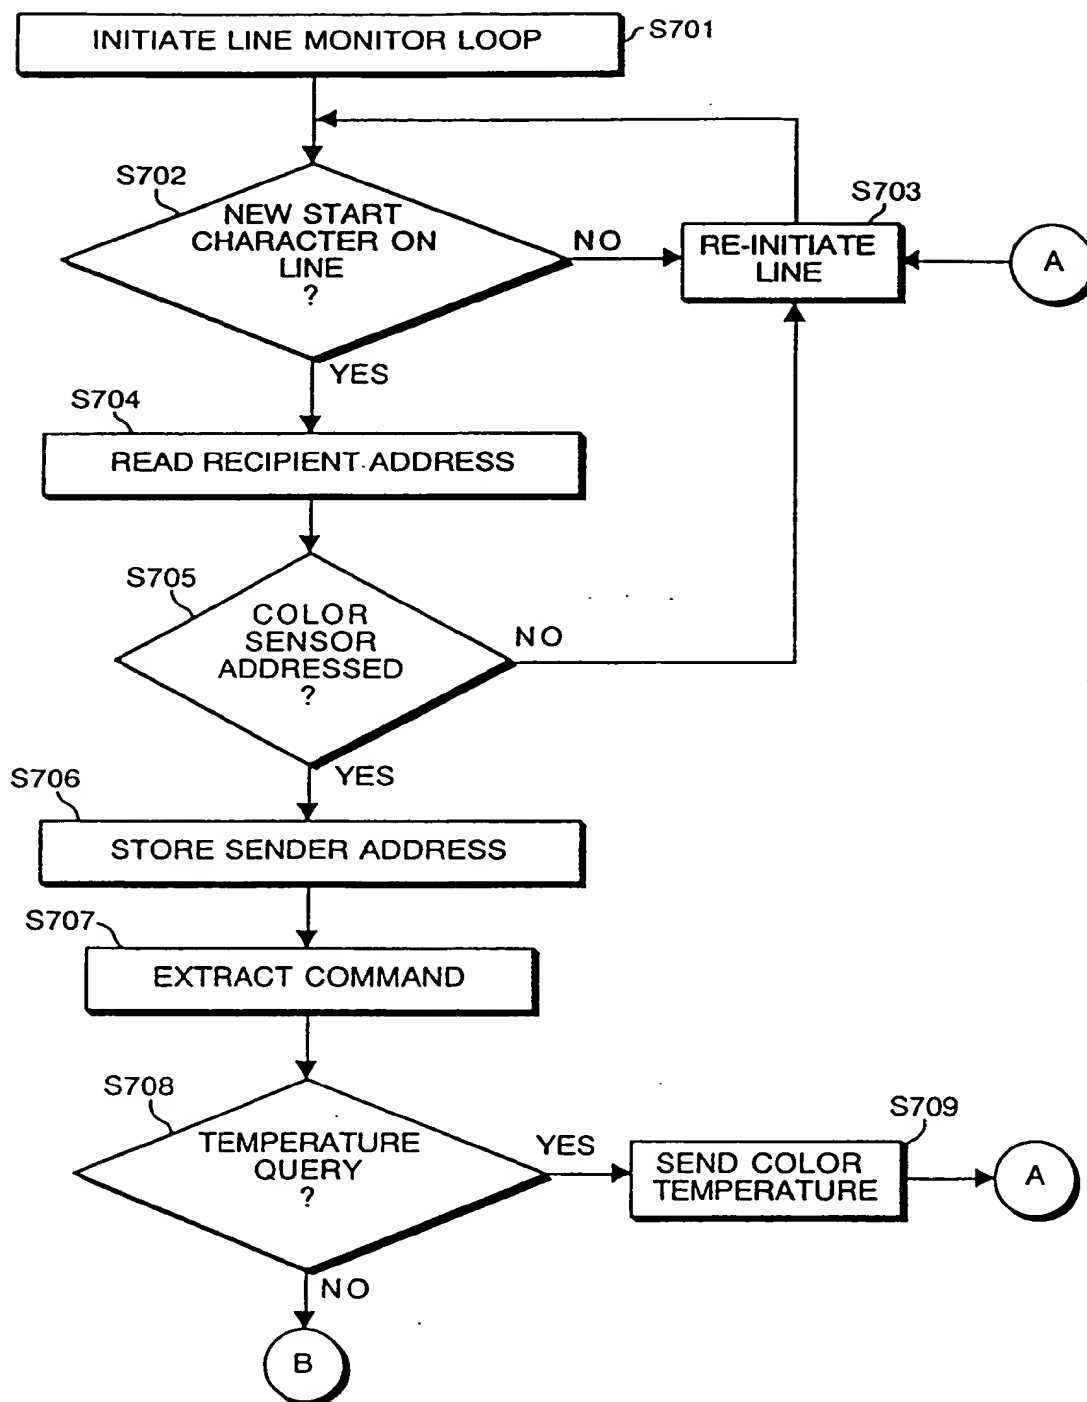 INITIATE LINE MONITOR LOOP
S701
S702
NEW START
CHARACTER ON
LINE
?
NO
S703
RE-INITIATE
LINE
A
YES
S704
READ RECIPIENT ADDRESS
S705
COLOR
SENSOR
ADDRESSED
?
NO
YES
S706
STORE SENDER ADDRESS
S707
EXTRACT COMMAND
S708
TEMPERATURE
QUERY
?
YES
S709
SEND COLOR
TEMPERATURE
A
NO
B